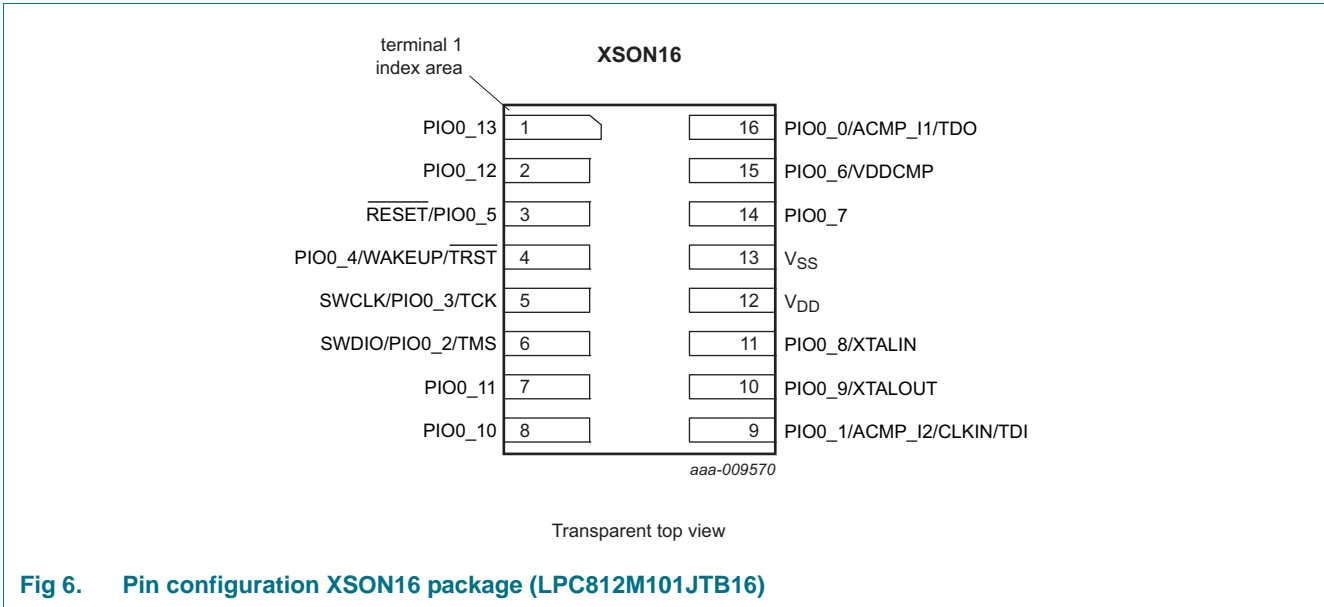 terminal 1
index area
XSON16
PIO0_13 1 16 PIO0_0/ACMP_I1/TDO
PIO0_12 2 15 PIO0_6/VDDCMP
RESET/PIO0_5 3 14 PIO0_7
PIO0_4/WAKEUP/TRST 4 13 VSS
SWCLK/PIO0_3/TCK 5 12 VDD
SWDIO/PIO0_2/TMS 6 11 PIO0_8/XTALIN
PIO0_11 7 10 PIO0_9/XTALOUT
PIO0_10 8 9 PIO0_1/ACMP_I2/CLKIN/TDI
aaa-009570
Transparent top view
Fig 6. Pin configuration XSON16 package (LPC812M101JTB16)